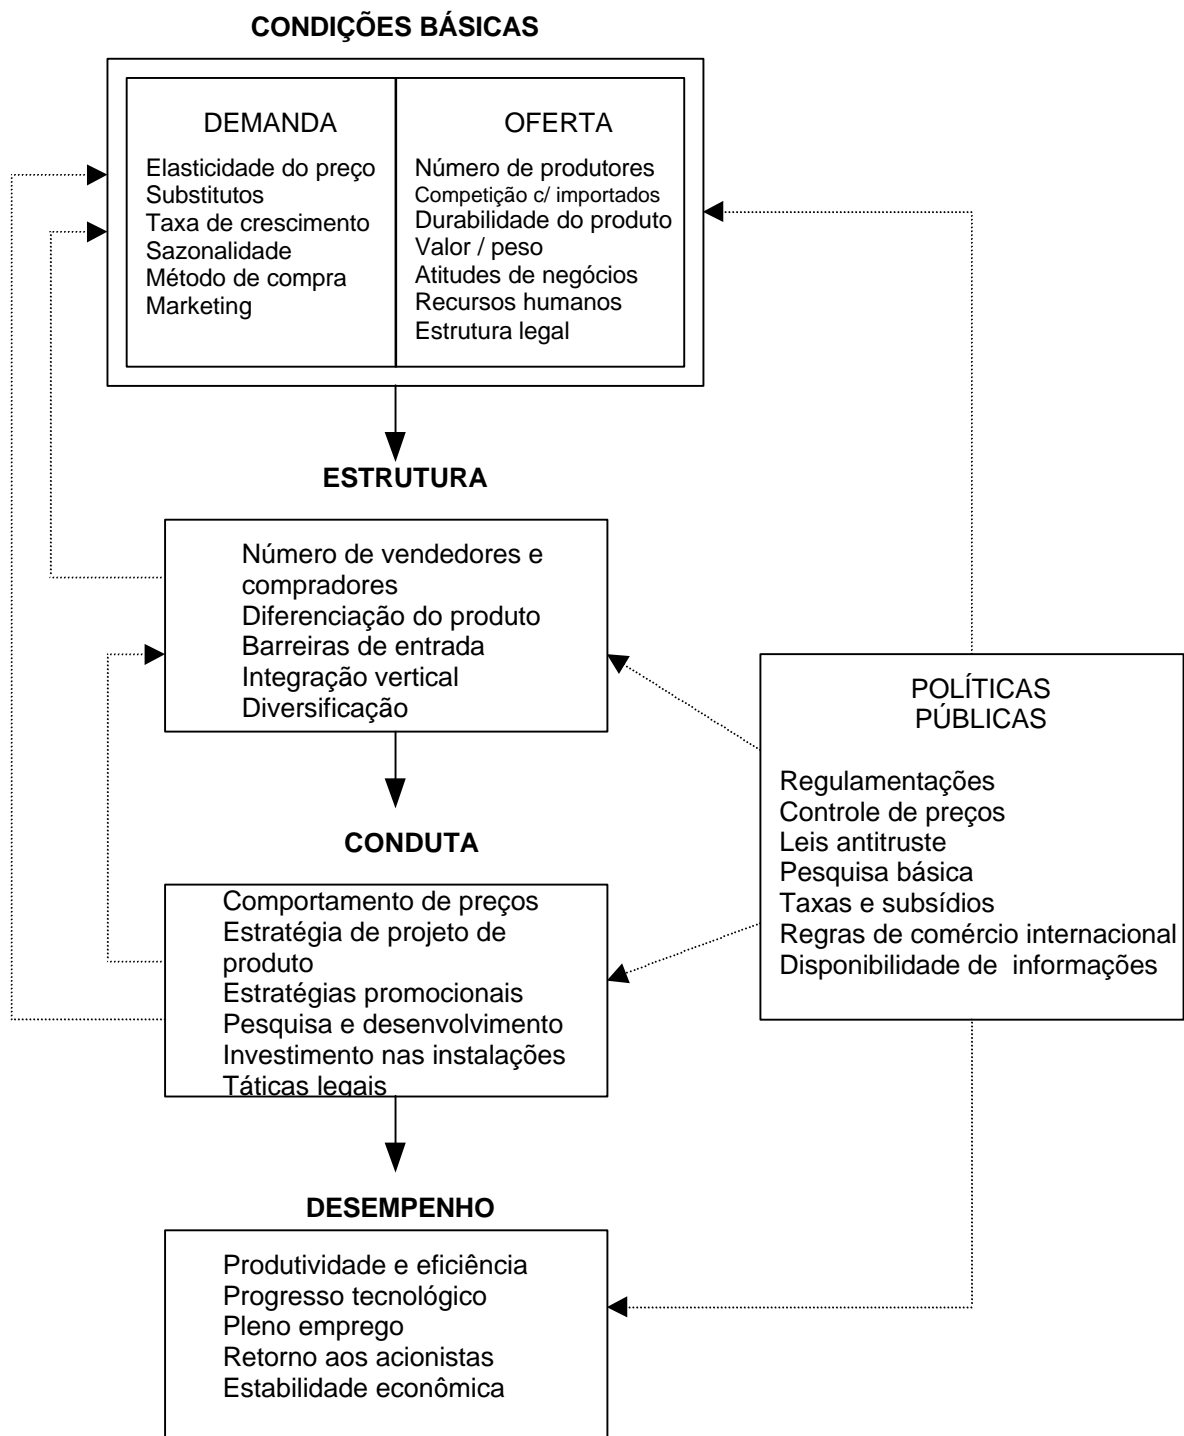 CONDIÇÕES BÁSICAS
DEMANDA
Elasticidade do preço
Substitutos
Taxa de crescimento
Sazonalidade
Método de compra
Marketing
OFERTA
Número de produtores
Competição c/ importados
Durabilidade do produto
Valor / peso
Atitudes de negócios
Recursos humanos
Estrutura legal
ESTRUTURA
Número de vendedores e
compradores
Diferenciação do produto
Barreiras de entrada
Integração vertical
Diversificação
CONDUTA
Comportamento de preços
Estratégia de projeto de
produto
Estratégias promocionais
Pesquisa e desenvolvimento
Investimento nas instalações
Táticas legais
DESEMPENHO
Produtividade e eficiência
Progresso tecnológico
Pleno emprego
Retorno aos acionistas
Estabilidade econômica
POLÍTICAS
PÚBLICAS
Regulamentações
Controle de preços
Leis antitruste
Pesquisa básica
Taxas e subsídios
Regras de comércio internacional
Disponibilidade de informações